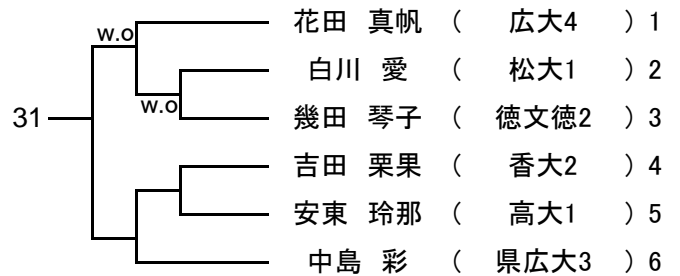 花田 真帆 ( 広大4 ) 1
w.o
白川 愛 ( 松大1 ) 2
w.o
31
幾田 琴子 ( 徳文徳2 ) 3
吉田 栗果 ( 香大2 ) 4
安東 玲那 ( 高大1 ) 5
中島 彩 ( 県広大3 ) 6